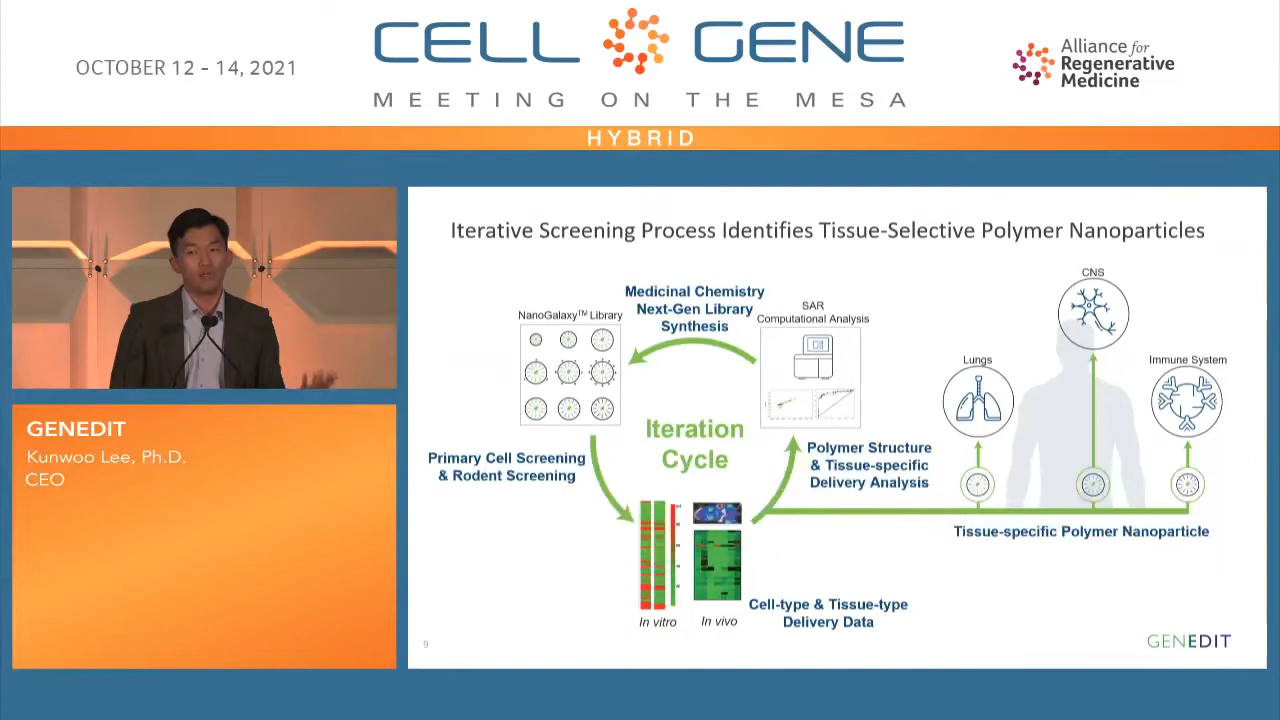 OCTOBER 12 - 14, 2021
CELL GENE
MEETING ON THE MESA
Alliance for
Regenerative
Medicine
HYBRID
GENEDIT
Kunwoo Lee, Ph.D.
CEO
Iterative Screening Process Identifies Tissue-Selective Polymer Nanoparticles
NanoGalaxy™ Library
Medicinal Chemistry
Next-Gen Library
Synthesis
SAR
Computational Analysis
Iteration
Cycle
Primary Cell Screening
& Rodent Screening
Polymer Structure
& Tissue-specific
Delivery Analysis
In vitro
In vivo
Cell-type & Tissue-type
Delivery Data
CNS
Lungs
Immune System
Tissue-specific Polymer Nanoparticle
9
GENEDIT